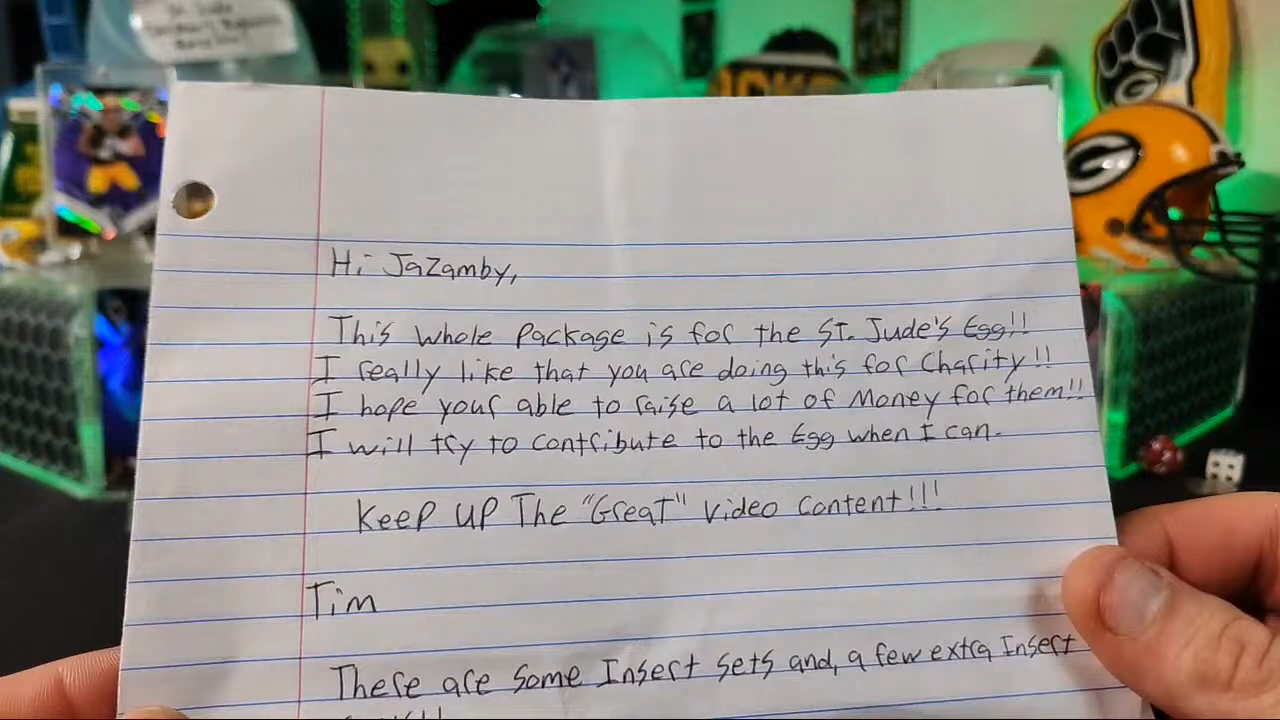 Hi JaZamby,
This whole Package is for the St. Jude's Egg!!
I really like that you are doing this for Charity!!
I hope your able to raise a lot of Money for them!!
I will try to contribute to the Egg when I can.
Keep UP The "Great" Video Content!!!
Tim
There are some Insert sets and, a few extra Insert
G
G